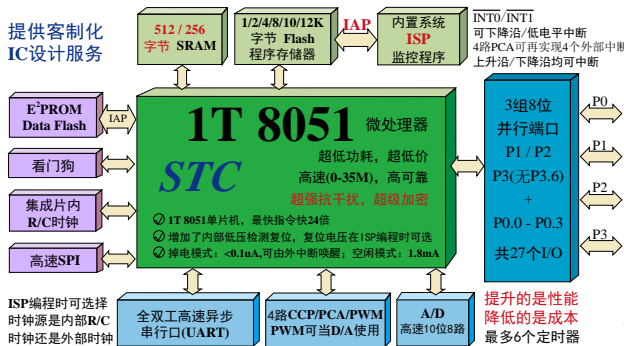 提供客制化
IC设计服务
512 / 256
字节 SRAM
1/2/4/8/10/12K
字节 Flash
程序存储器
IAP
内置系统
ISP
监控程序
INT0/INT1
可下降沿/低电平中断
4路PCA可再实现4个外部中断
上升沿/下降沿均可中断
E²PROM
Data Flash
IAP
看门狗
集成片内
R/C时钟
高速SPI
1T 8051 微处理器
STC
超低功耗，超低价
高速(0-35M)，高可靠
超强抗干扰，超级加密
1T 8051单片机，最快指令快24倍
增加了内部低压检测复位，复位电压在ISP编程时可选
掉电模式：<0.1uA,可由外中断唤醒；空闲模式：1.8mA
3组8位
并行端口
P1 / P2
P3(无P3.6)
+
P0.0 - P0.3
共27个I/O
P0
P1
P2
P3
ISP编程时可选择
时钟源是内部R/C
时钟还是外部时钟
全双工高速异步
串行口(UART)
4路CCP/PCA/PWM
PWM可当D/A使用
A/D
高速10位8路
提升的是性能
降低的是成本
最多6个定时器